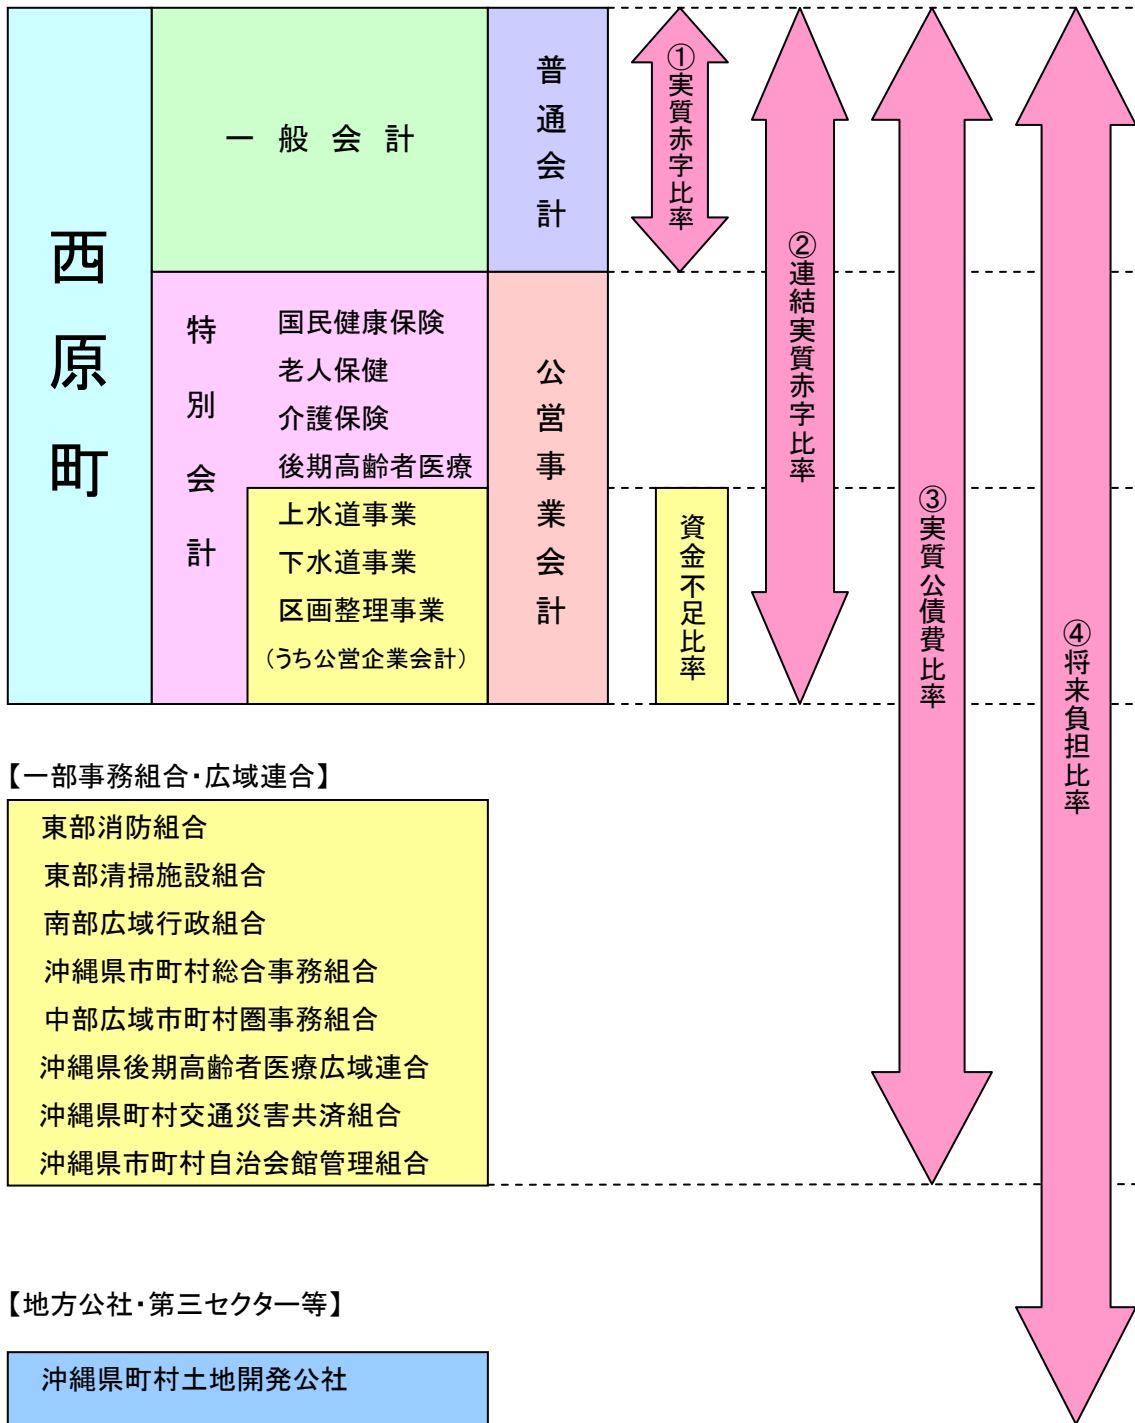 西原町
一般会計
普通会計
①実質赤字比率
②連結実質赤字比率
③実質公債費比率
④将来負担比率
特別会計
国民健康保険
老人保健
介護保険
後期高齢者医療
上水道事業
下水道事業
区画整理事業
(うち公営企業会計)
公営事業会計
資金不足比率
【一部事務組合・広域連合】
東部消防組合
東部清掃施設組合
南部広域行政組合
沖縄県市町村総合事務組合
中部広域市町村圏事務組合
沖縄県後期高齢者医療広域連合
沖縄県町村交通災害共済組合
沖縄県市町村自治会館管理組合
【地方公社・第三セクター等】
沖縄県町村土地開発公社